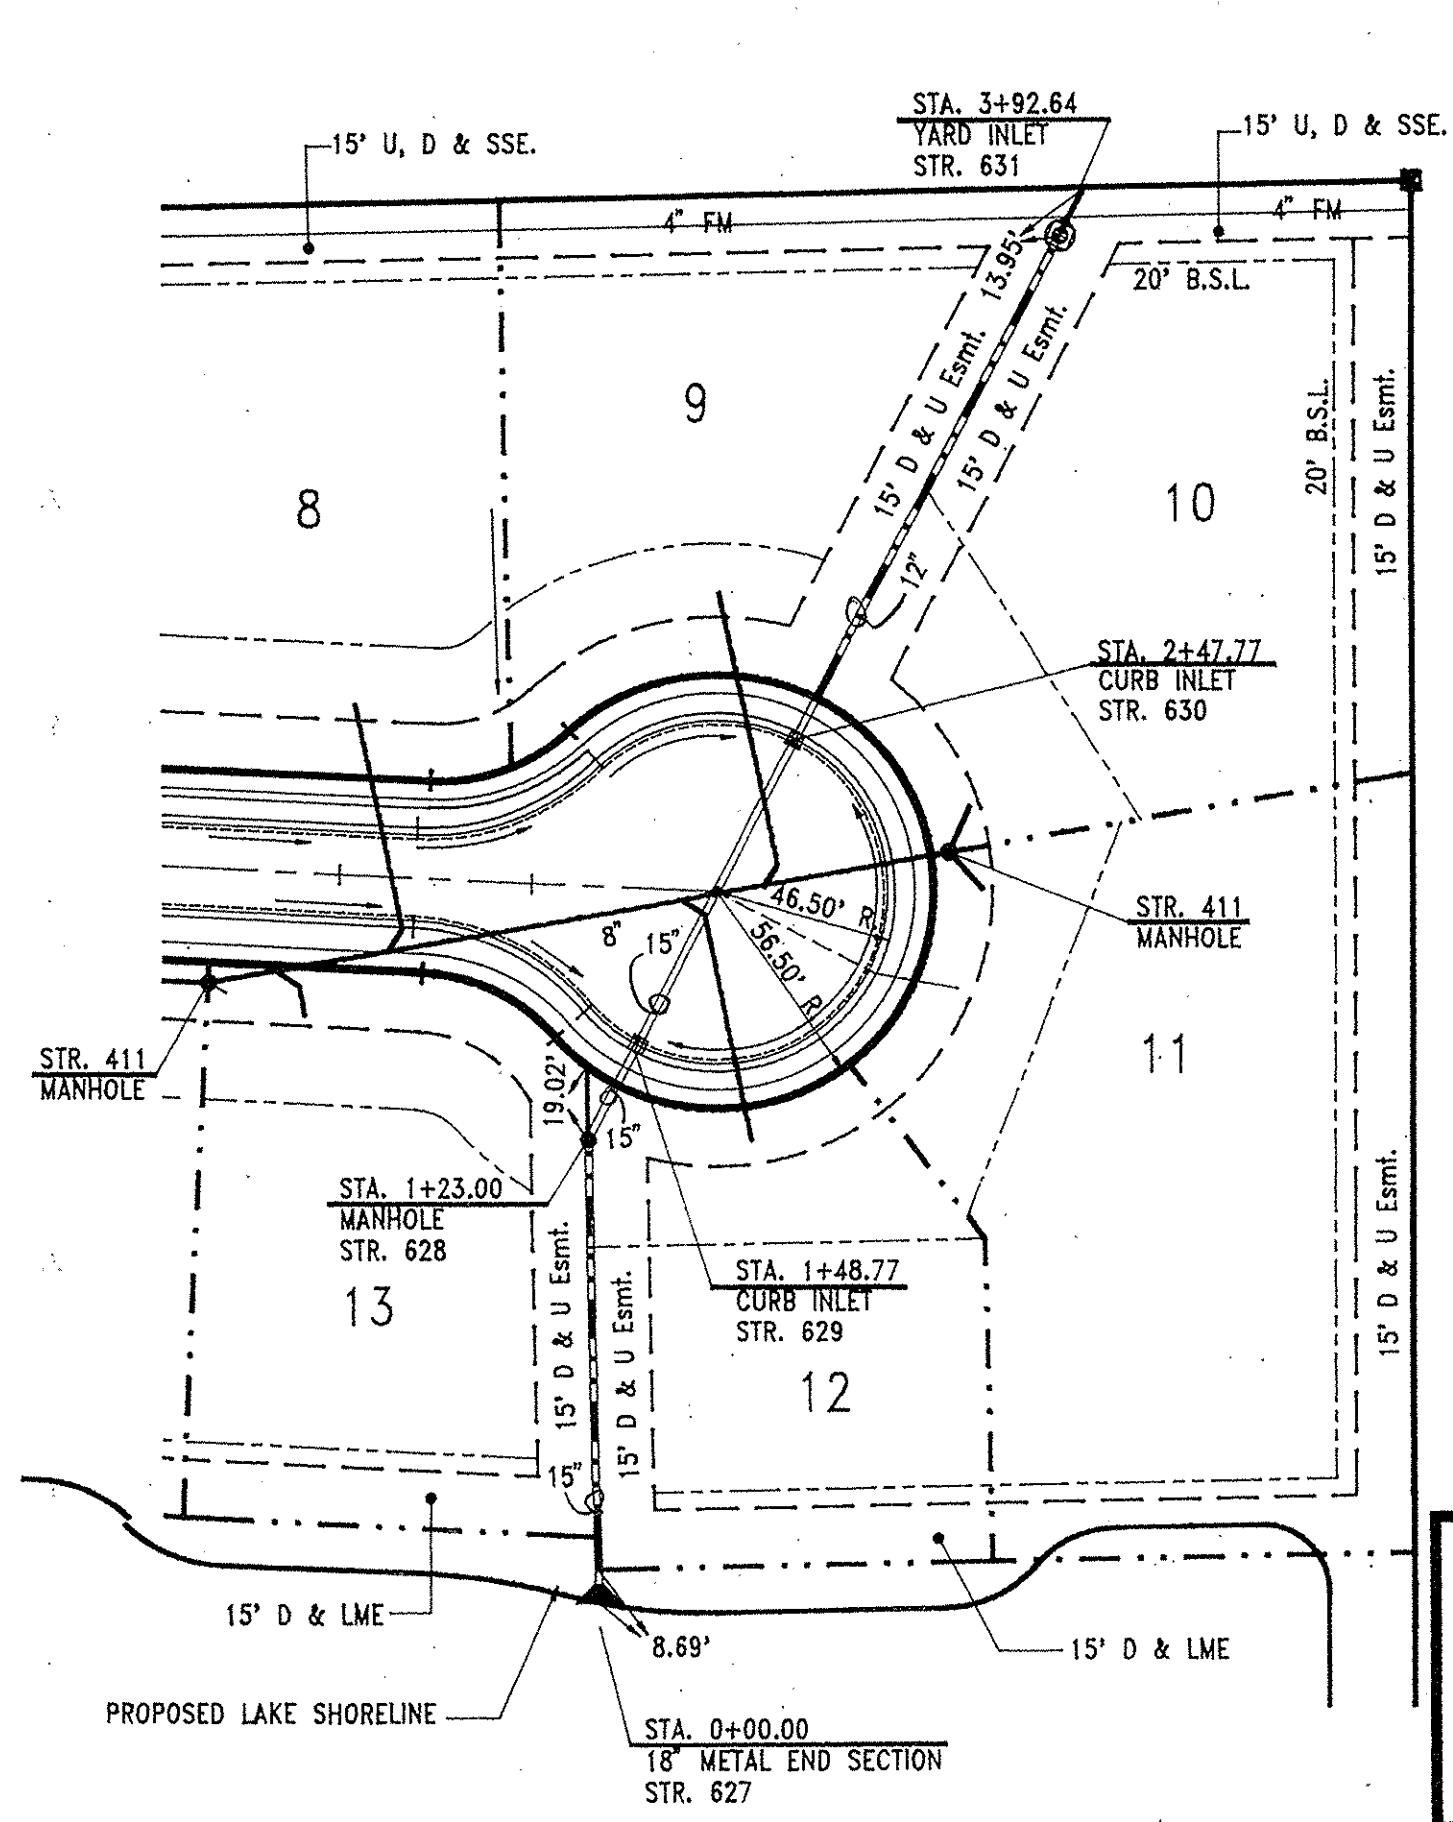 STA. 3+92.64
YARD INLET
STR. 631
15' U, D & SSE.
15' U, D & SSE.
4" FM
4" FM
13.95'
20' B.S.L.
15' D & U Esmt.
15' D & U Esmt.
9
8
10
20' B.S.L.
15' D & U Esmt.
12"
STA. 2+47.77
CURB INLET
STR. 630
46.50' R
56.50' R
8"
15"
STR. 411
MANHOLE
11
STR. 411
MANHOLE
19.02'
15"
STA. 1+23.00
MANHOLE
STR. 628
13
15' D & U Esmt.
15' D & U Esmt.
STA. 1+48.77
CURB INLET
STR. 629
12
15' D & U Esmt.
15"
15' D & LME
8.69'
15' D & LME
PROPOSED LAKE SHORELINE
STA. 0+00.00
18" METAL END SECTION
STR. 627